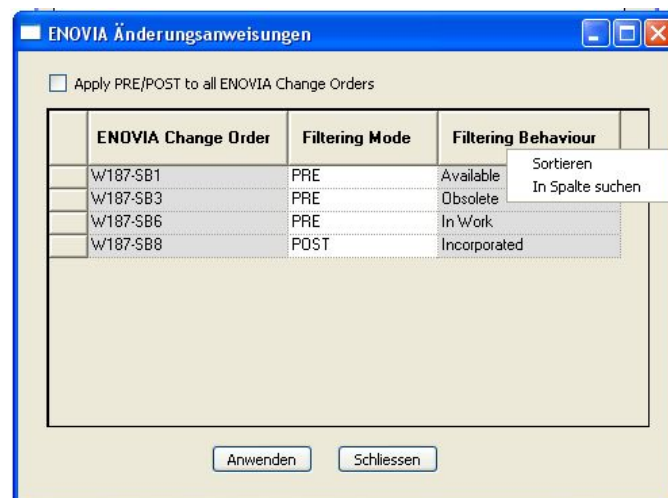 ENOVIA Änderungsanweisungen
Apply PRE/POST to all ENOVIA Change Orders
ENOVIA Change Order Filtering Mode Filtering Behaviour
W187-SB1 PRE Available
Sortieren
W187-SB3 PRE Obsolete
In Spalte suchen
W187-SB6 PRE In Work
W187-SB8 POST Incorporated
Anwenden Schliessen